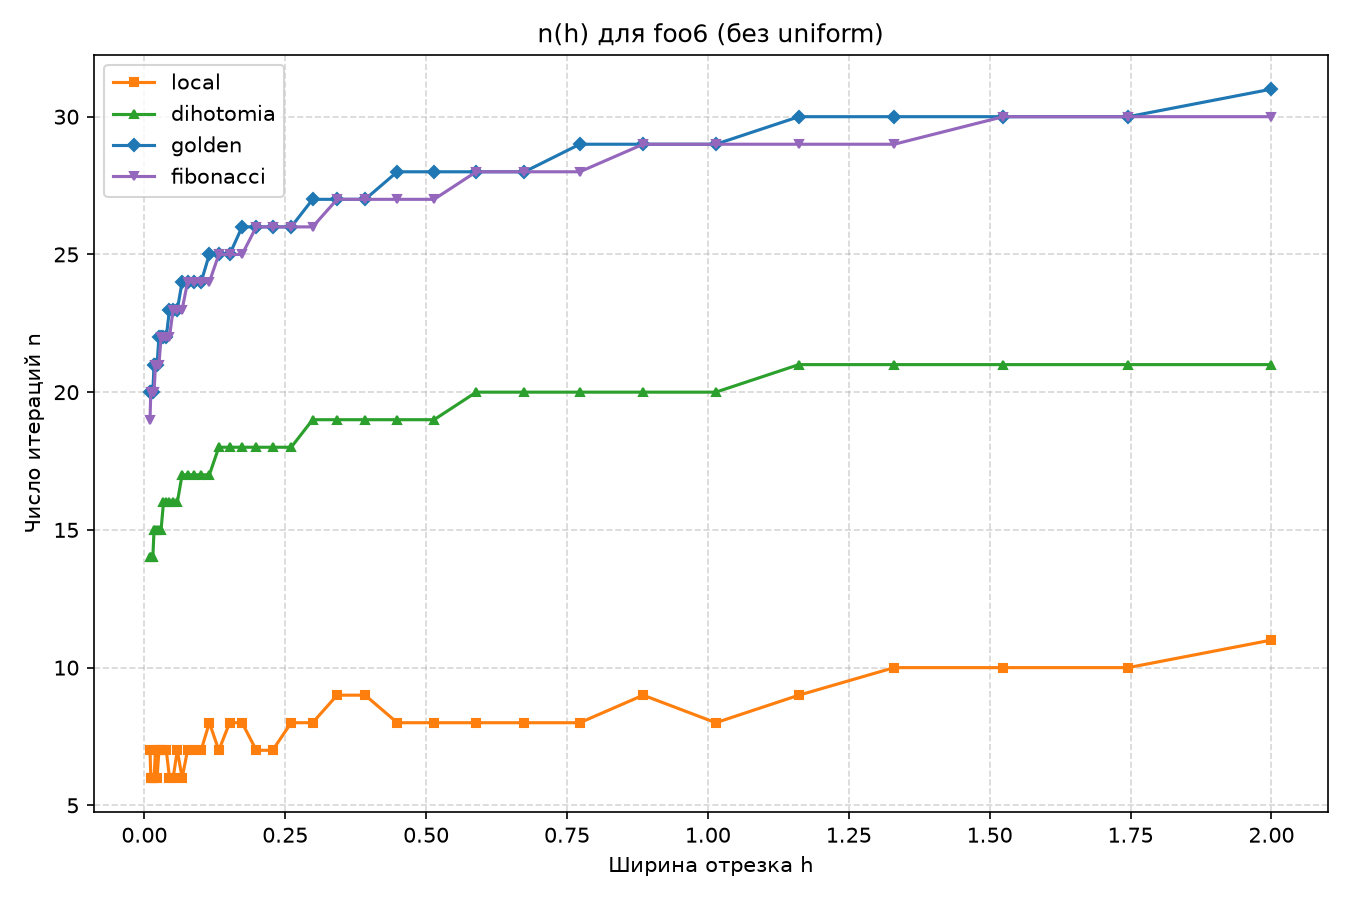 n(h) для foo6 (без uniform)
local
dihotomia
golden
fibonacci
Число итераций n
30
25
20
15
10
5
0.00 0.25 0.50 0.75 1.00 1.25 1.50 1.75 2.00
Ширина отрезка h